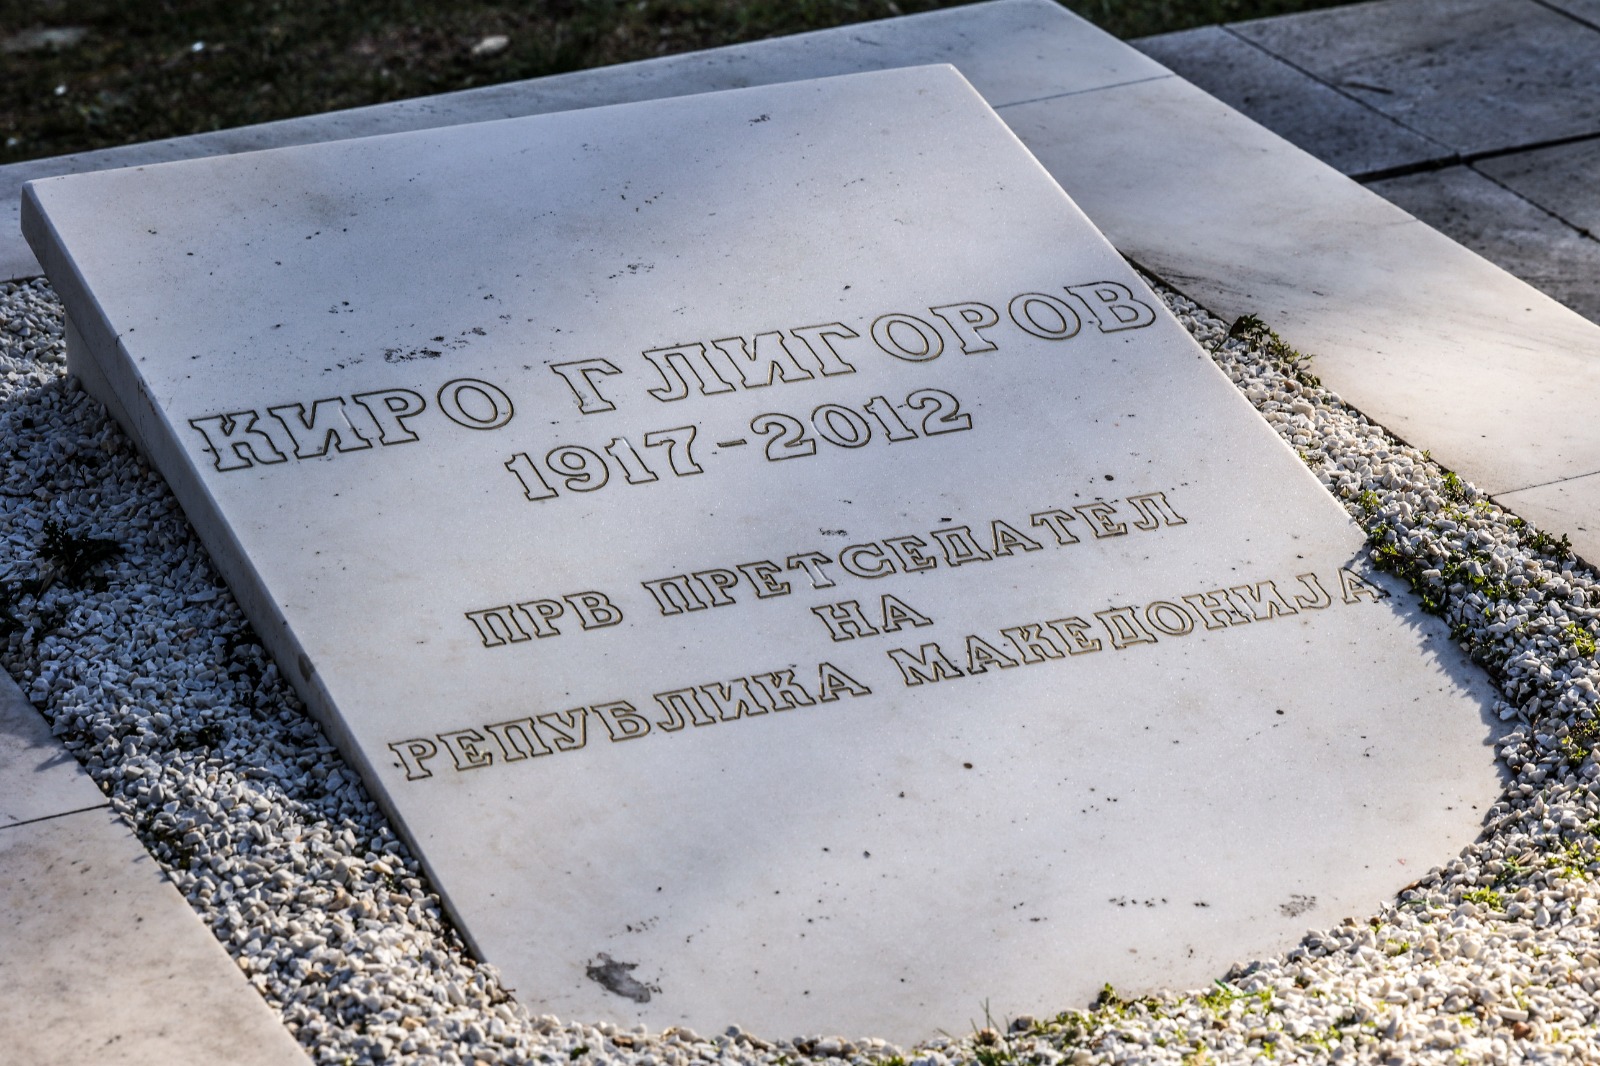 КИРО ГЛИГОРОВ
1917-2012
ПРВ ПРЕТСЕДАТЕЛ
НА
РЕПУБЛИКА МАКЕДОНИЈА